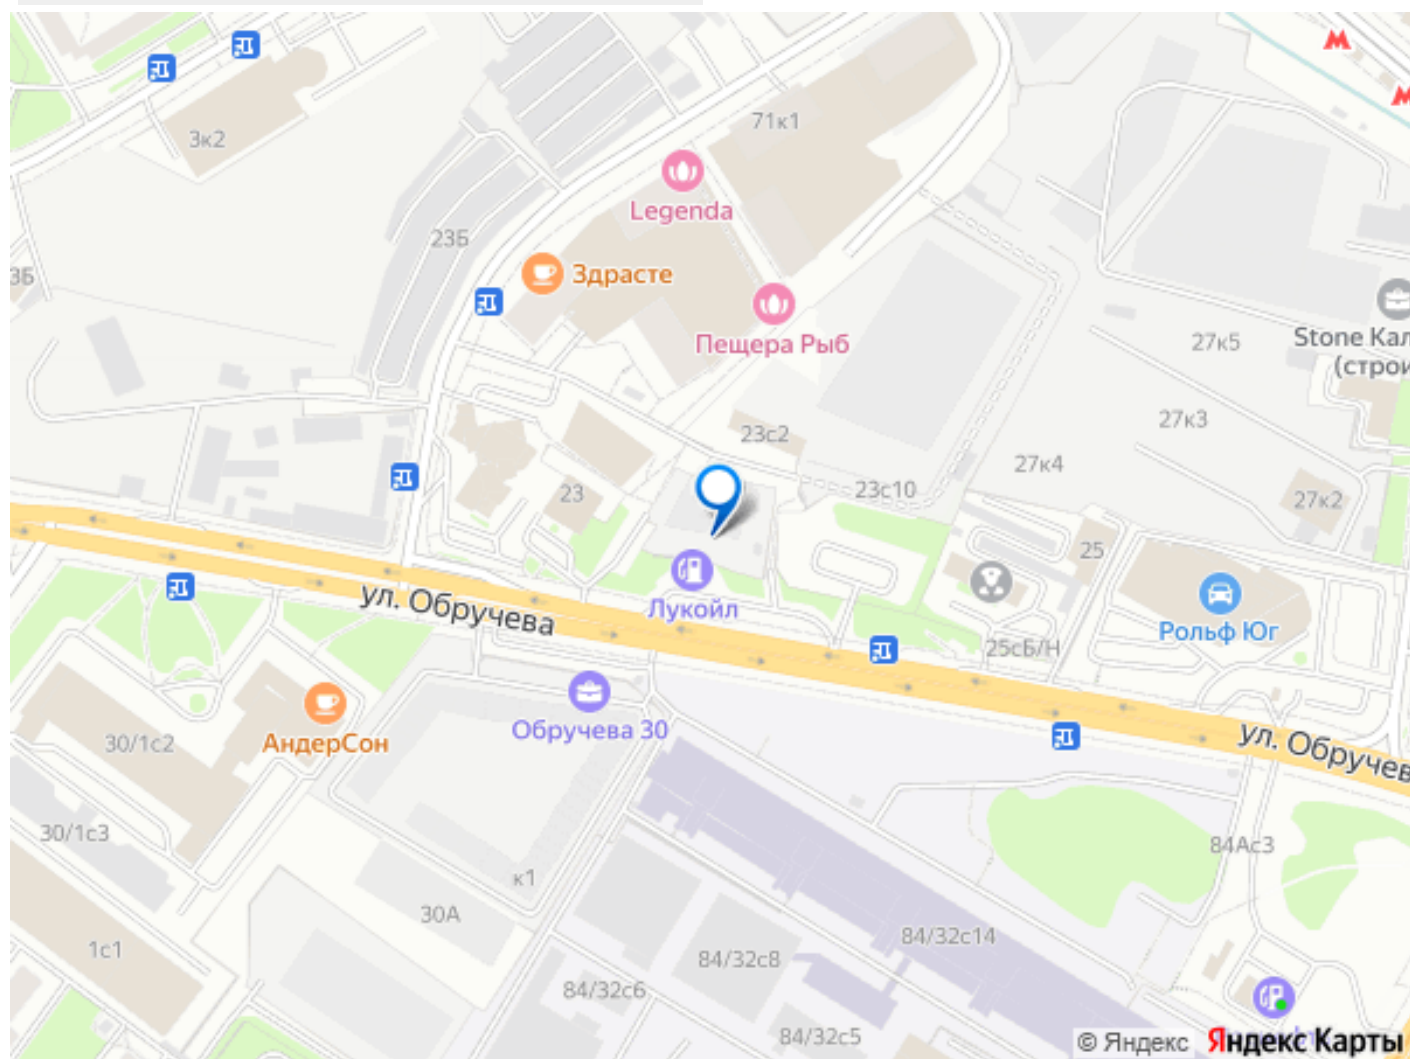 М
М
71к1
3к2
Legenda
23Б
Здрасте
3Б
Пещера Рыб
27к5
Stone Кал
(строи
27к3
23с2
27к4
23
23с10
27к2
25
ул. Обручева
Лукойл
Рольф Юг
25сБ/Н
Обручева 30
АндерСон
30/1с2
ул. Обручев
30/1с3
84Ас3
к1
30А
1с1
84/32с14
84/32с8
84/32с6
84/32с5
© Яндекс Яндекс Карты